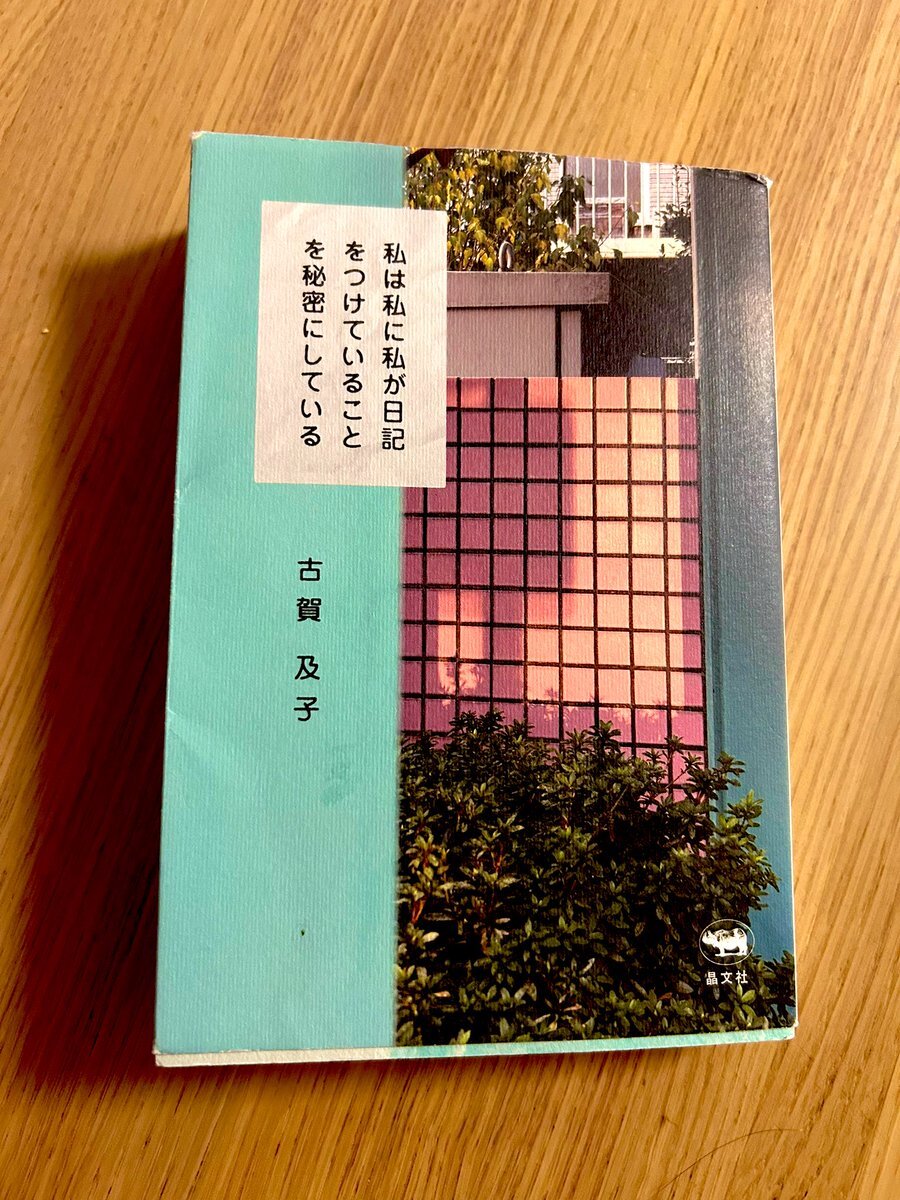 私は私に私が日記
をつけていること
を秘密にしている
古賀 及子
晶文社